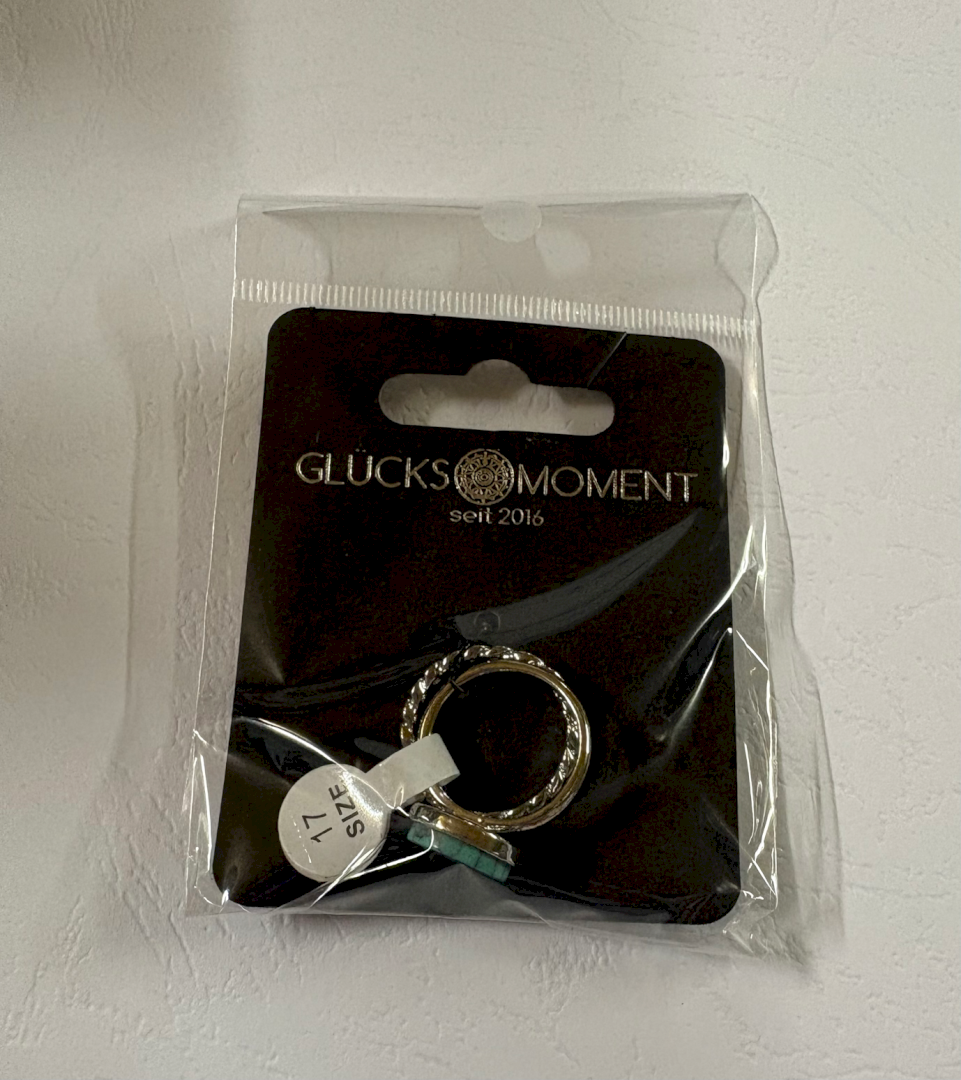 GLÜCKS MOMENT
seit 2016
SIZE
17